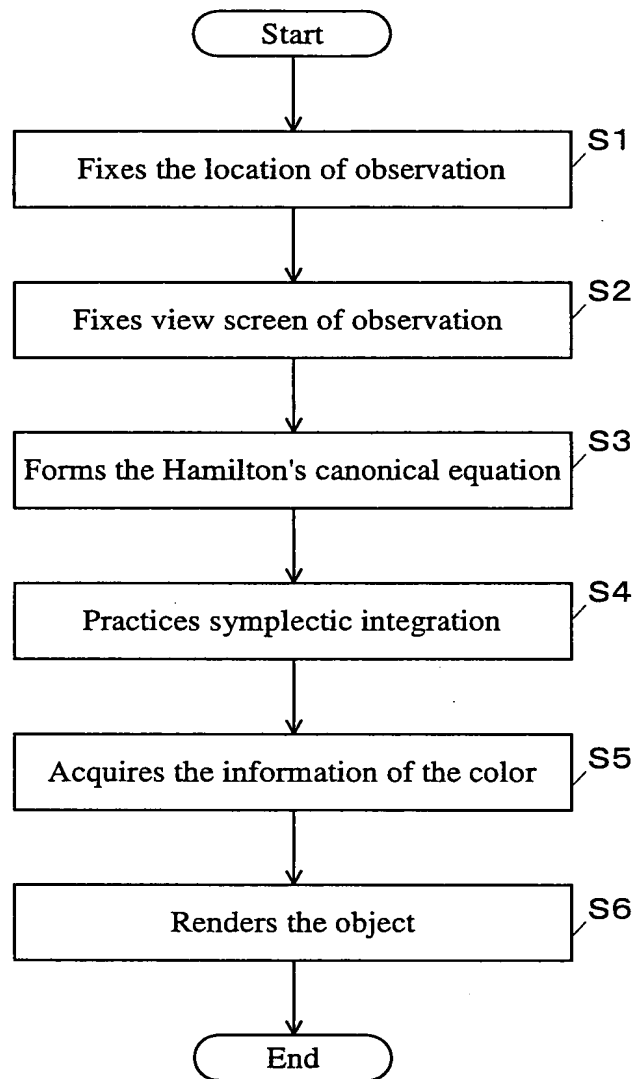 Start
S1
Fixes the location of observation
S2
Fixes view screen of observation
S3
Forms the Hamilton's canonical equation
S4
Practices symplectic integration
S5
Acquires the information of the color
S6
Renders the object
End